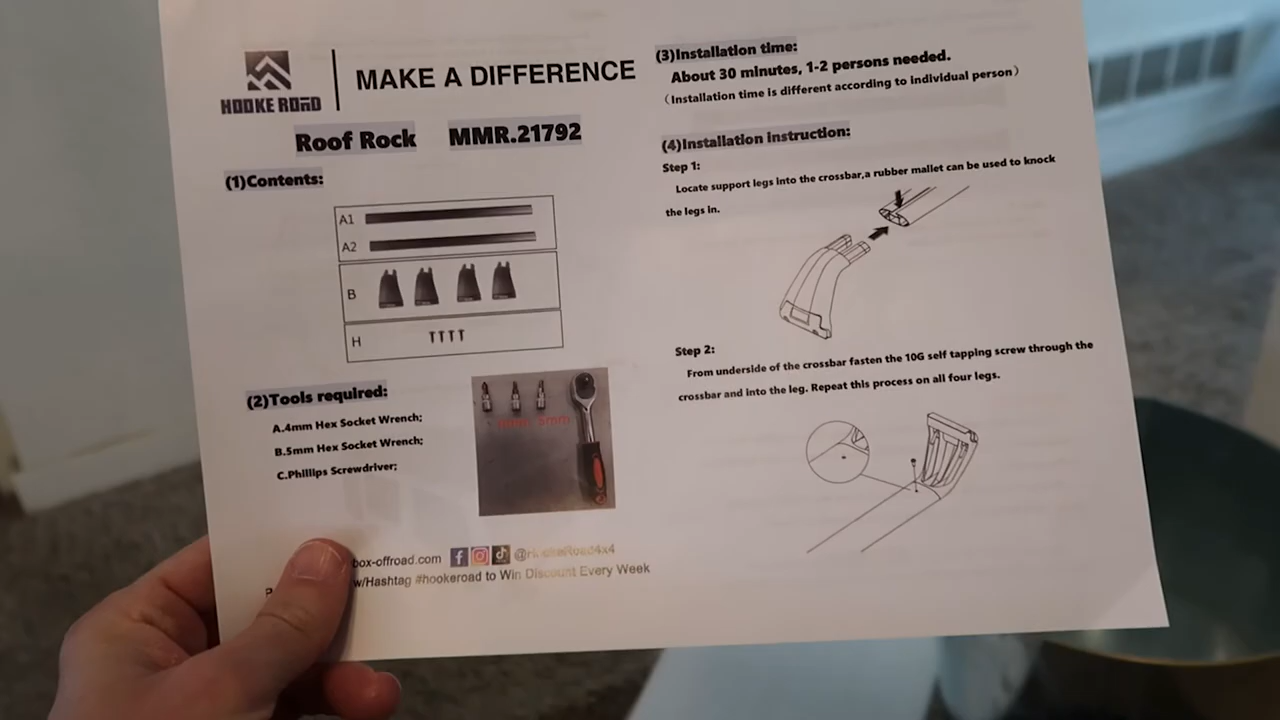 HOOKE ROAD
MAKE A DIFFERENCE
Roof Rock MMR.21792
(1)Contents:
A1
A2
B
H
(2)Tools required:
A.4mm Hex Socket Wrench;
B.5mm Hex Socket Wrench;
C.Phillips Screwdriver;
5mm
box-offroad.com
w/Hashtag #hookeroad to Win Discount Every Week
(3)Installation time:
About 30 minutes, 1-2 persons needed.
(Installation time is different according to individual person)
(4)Installation instruction:
Step 1:
Locate support legs into the crossbar,a rubber mallet can be used to knock
the legs in.
Step 2:
From underside of the crossbar fasten the 10G self tapping screw through the
crossbar and into the leg. Repeat this process on all four legs.